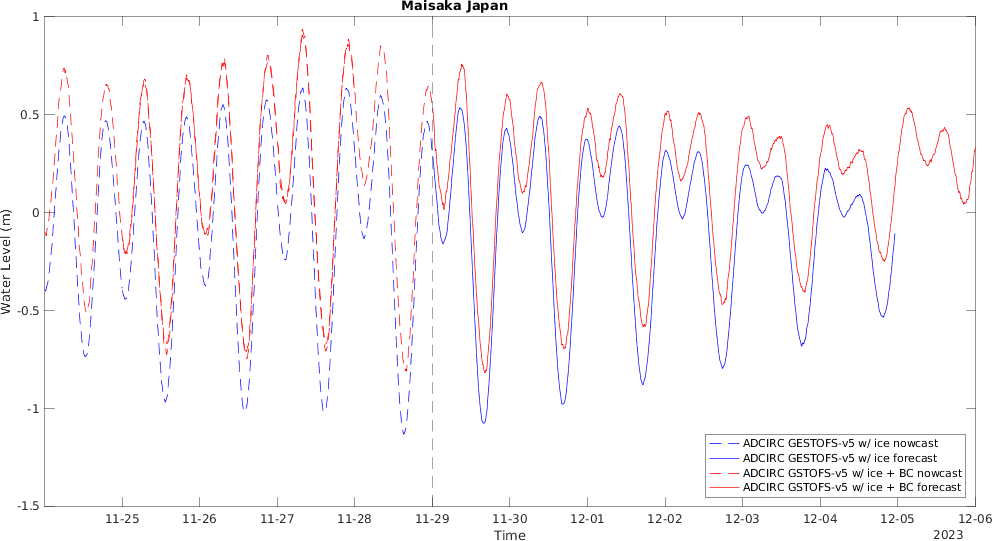 Maisaka Japan
Water Level (m)
1
0.5
0
-0.5
-1
-1.5
ADCIRC GESTOFS-v5 w/ ice nowcast
ADCIRC GESTOFS-v5 w/ ice forecast
ADCIRC GSTOFS-v5 w/ ice + BC nowcast
ADCIRC GSTOFS-v5 w/ ice + BC forecast
11-25 11-26 11-27 11-28 11-29 11-30 12-01 12-02 12-03 12-04 12-05 12-06
Time
2023